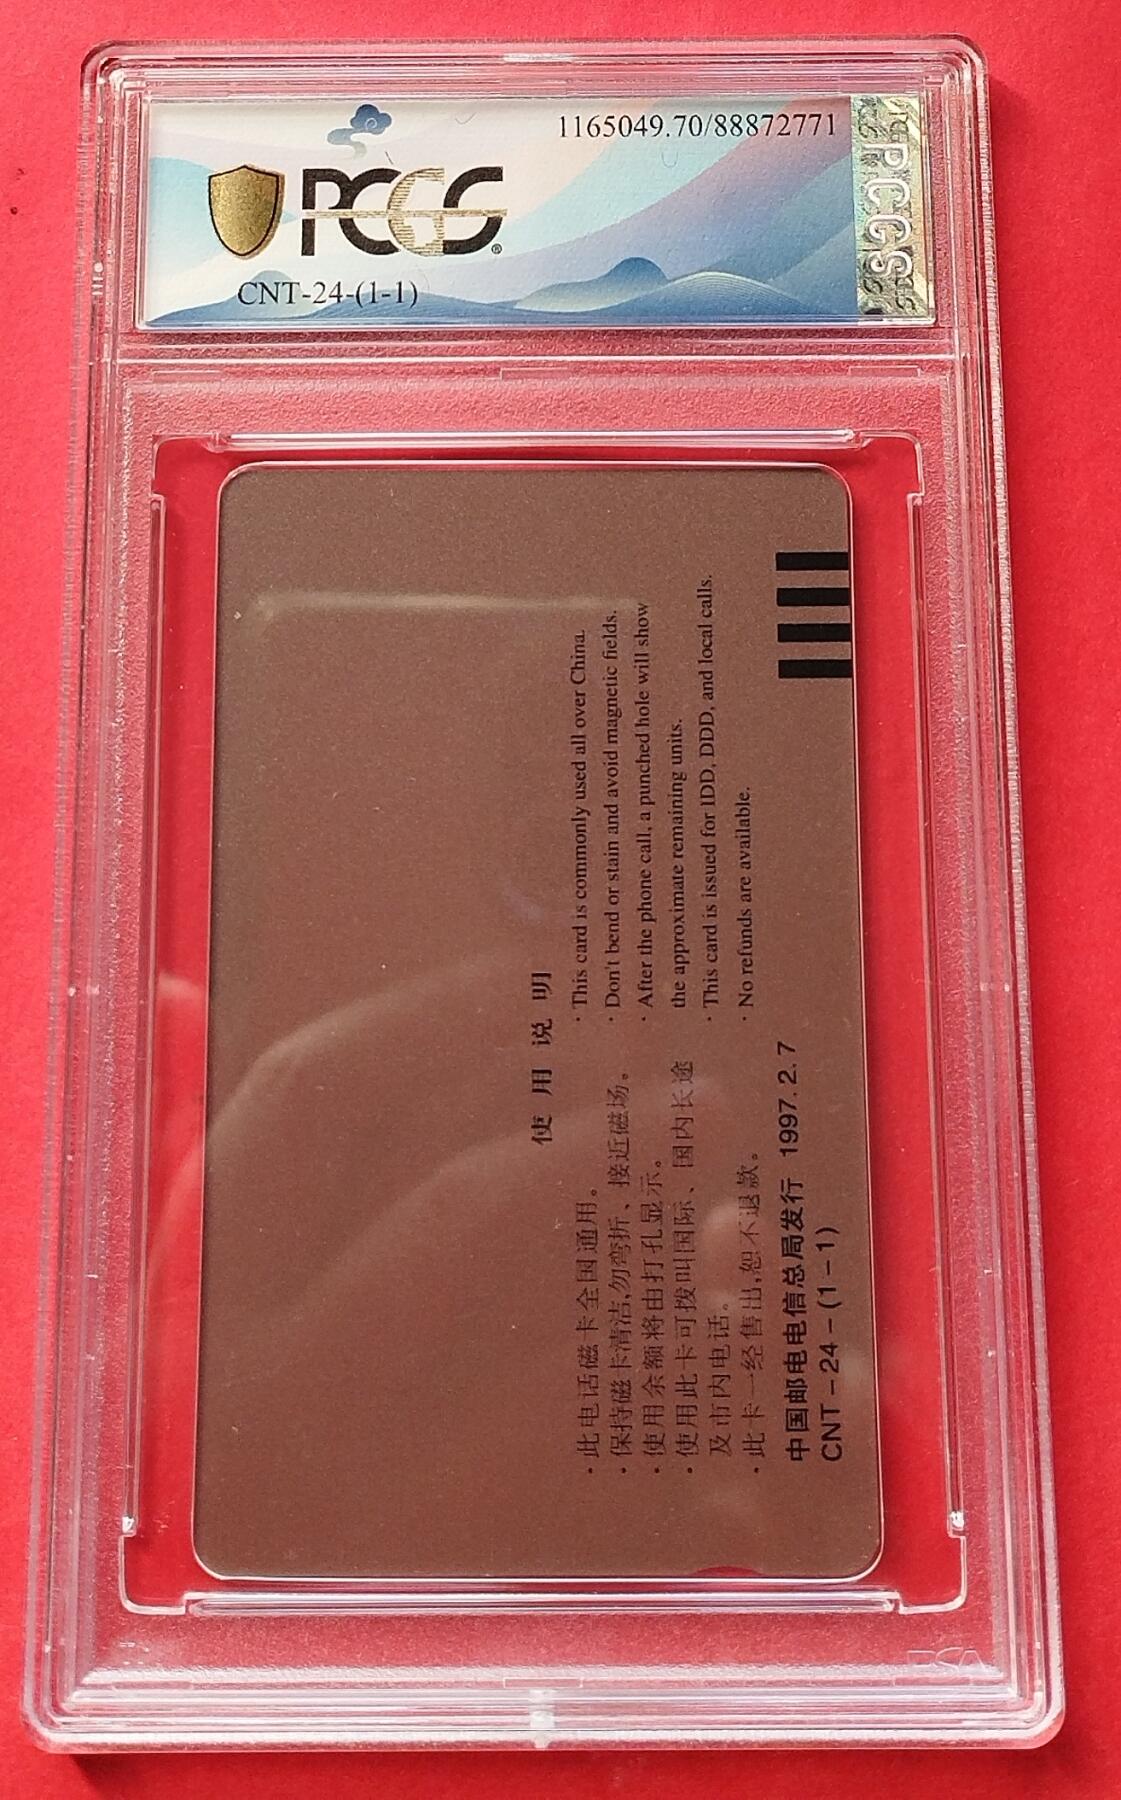 1165049.70/88872771
PCGS
CNT-24-(1-1)
PCGS
使用说明
· 此电话磁卡全国通用。
· 保持磁卡清洁,勿弯折、接近磁场。
· 使用余额将由打孔显示。
· 使用此卡可拨叫国际、国内长途
及市内电话。
· 此卡一经售出,恕不退款。
· This card is commonly used all over China.
· Don't bend or stain and avoid magnetic fields.
· After the phone call, a punched hole will show
the approximate remaining units.
· This card is issued for IDD, DDD, and local calls.
· No refunds are available.
中国邮电电信总局发行 1997.2.7
CNT-24-(1-1)
PSA